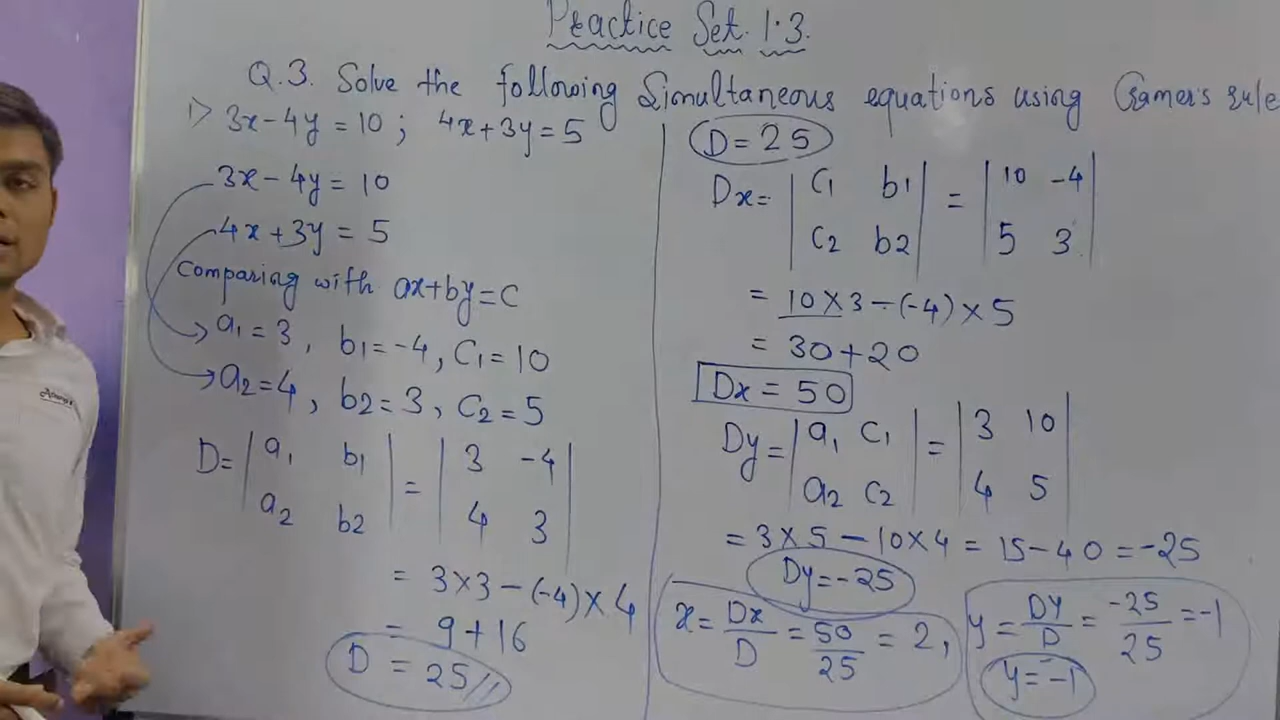 Practice Set. 1.3.
Q.3. Solve the following Simultaneous equations using Cramer's rule
1> 3x-4y=10; 4x+3y=5
3x-4y=10
4x+3y=5
Comparing with ax+by=c
a1=3, b1=-4, C1=10
a2=4, b2=3, C2=5
D=| a1 b1 | = | 3 -4 |
| a2 b2 | | 4 3 |
= 3×3-(-4)×4
= 9+16
D = 25//
D=25
Dx=| C1 b1 | = | 10 -4 |
| C2 b2 | | 5 3 |
= 10×3-(-4)×5
= 30+20
Dx=50
Dy=| a1 C1 | = | 3 10 |
| a2 C2 | | 4 5 |
= 3×5-10×4=15-40=-25
Dy=-25
x=Dx/D=50/25=2,
y=DY/D=-25/25=-1
y=-1